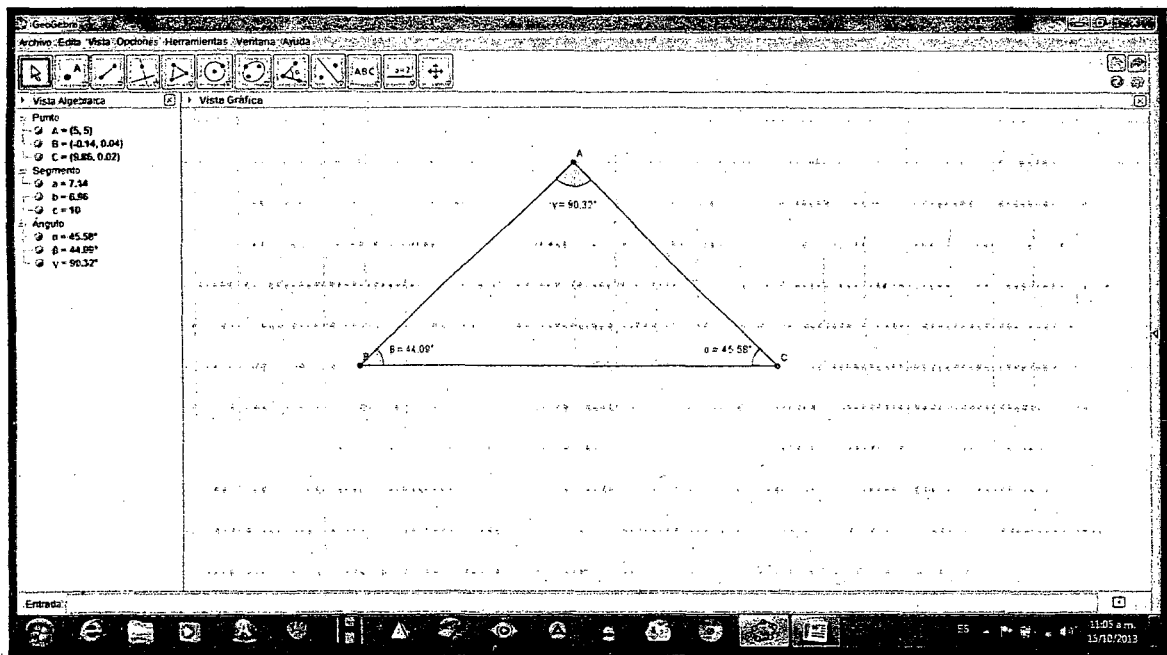 GeoGebra
Archivo Edita Vista Opciones Herramientas Ventana Ayuda
A
ABC
a=2
Vista Algebraica
Vista Gráfica
Punto
A = (5, 5)
B = (-0.14, 0.04)
C = (9.86, 0.02)
Segmento
a = 7.14
b = 6.96
c = 10
Ángulo
α = 45.58°
β = 44.09°
γ = 90.32°
A
γ = 90.32°
B
β = 44.09°
α = 45.58°
C
Entrada:
ES
11:05 a.m.
15/10/2013